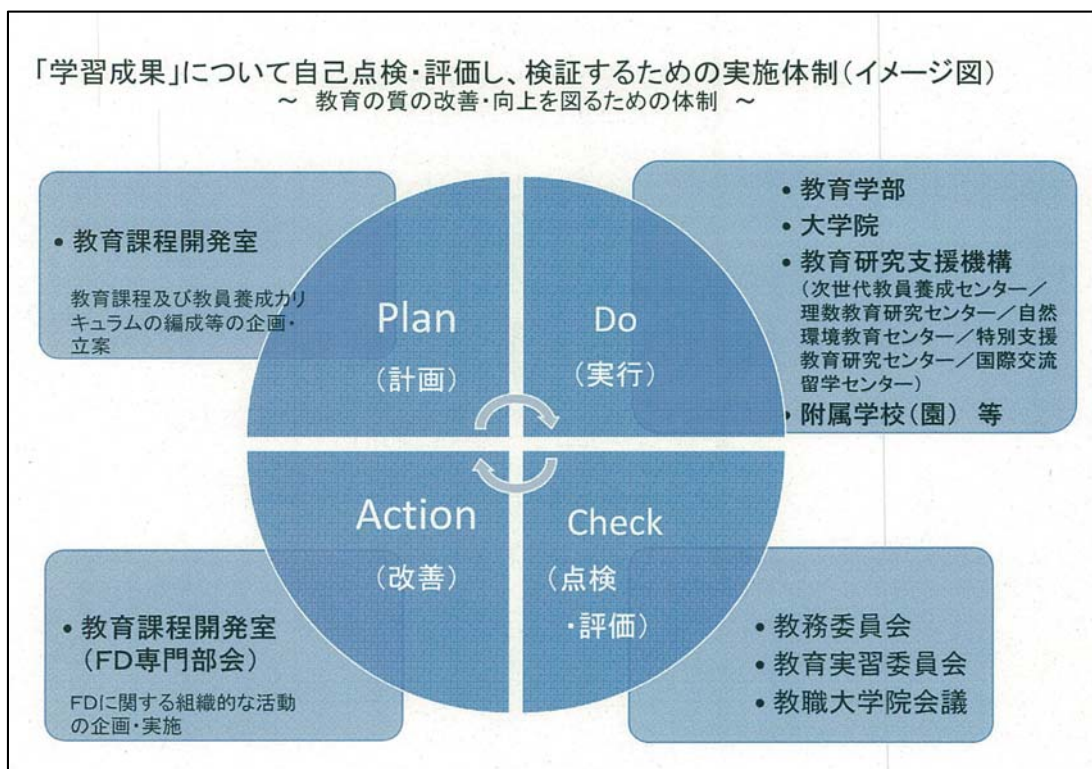 「学習成果」について自己点検・評価し、検証するための実施体制(イメージ図)
~ 教育の質の改善・向上を図るための体制 ~
• 教育課程開発室
教育課程及び教員養成カリ
キュラムの編成等の企画・
立案
Plan
(計画)
Do
(実行)
• 教育学部
• 大学院
• 教育研究支援機構
(次世代教員養成センター/
理数教育研究センター/自然
環境教育センター/特別支援
教育研究センター/国際交流
留学センター)
• 附属学校(園) 等
Action
(改善)
Check
(点検
・評価)
• 教育課程開発室
(FD専門部会)
FDに関する組織的な活動
の企画・実施
• 教務委員会
• 教育実習委員会
• 教職大学院会議